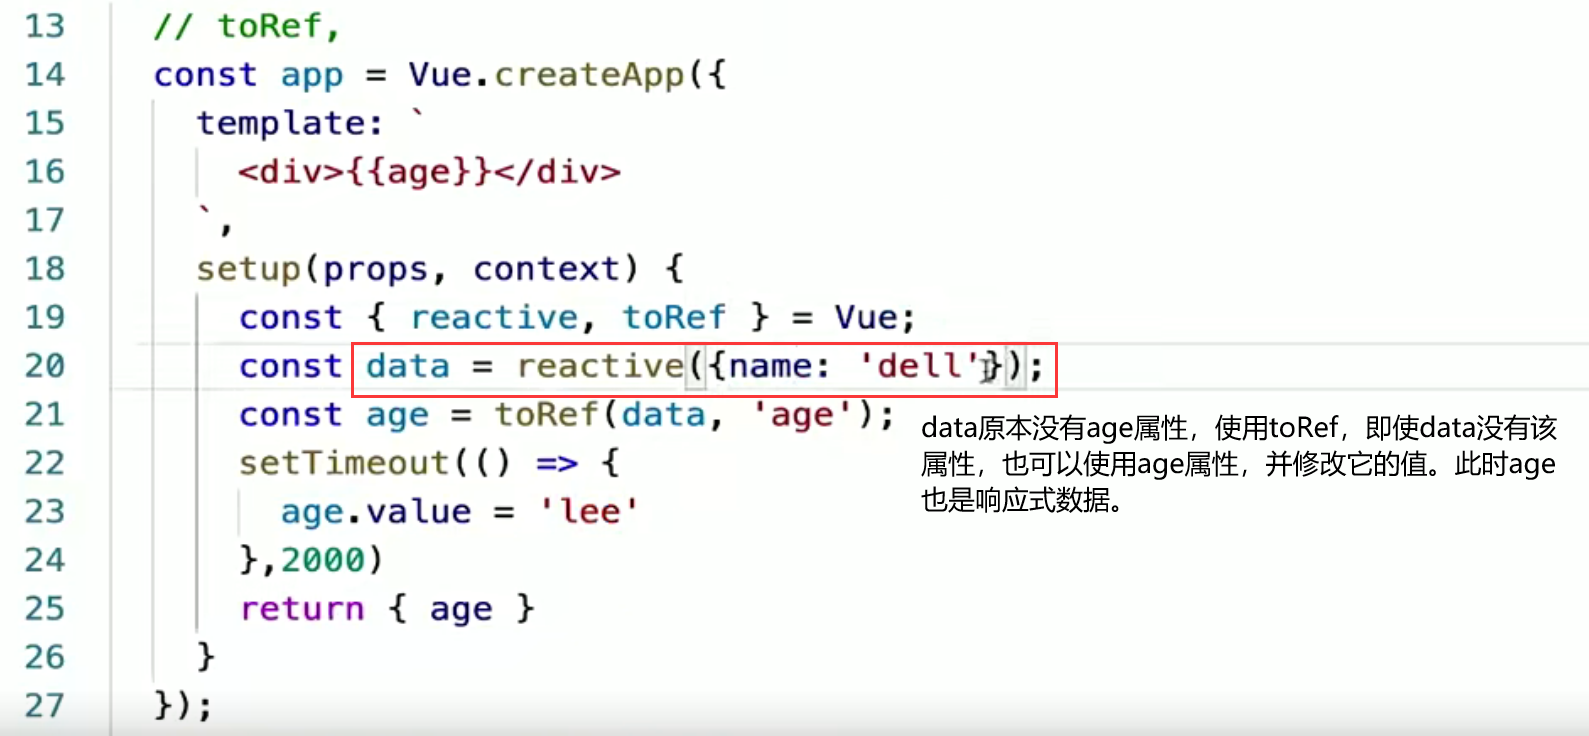 13 // toRef,
14 const app = Vue.createApp({
15 template: `
16 <div>{{age}}</div>
17 `,
18 setup(props, context) {
19 const { reactive, toRef } = Vue;
20 const data = reactive({name: 'dell'});
21 const age = toRef(data, 'age');
22 setTimeout(() => {
23 age.value = 'lee'
24 },2000)
25 return { age }
26 }
27 });
data原本没有age属性，使用toRef，即使data没有该
属性，也可以使用age属性，并修改它的值。此时age
也是响应式数据。